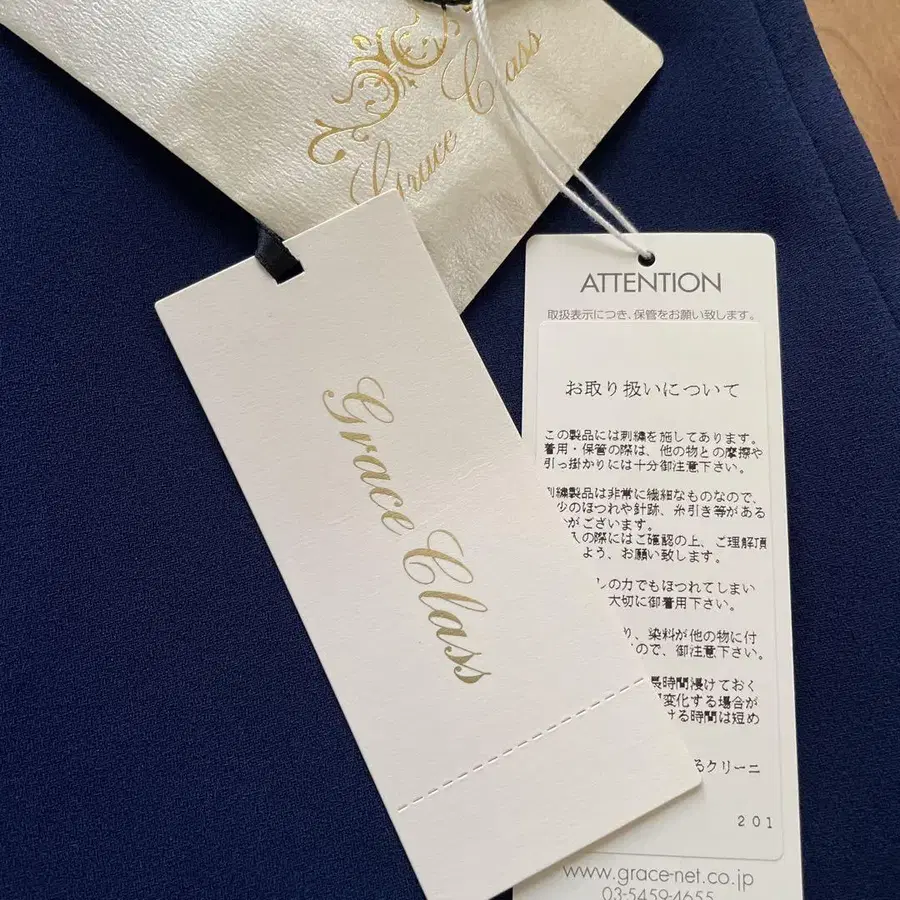 Grace Class
Grace Class
ATTENTION
取扱表示につき、保管をお願い致します。
お取り扱いについて
この製品には刺繍を施してあります。
着用・保管の際は、他の物との摩擦や
引っ掛かりには十分御注意下さい。
刺繍製品は非常に繊細なものなので、
少のほつれや針跡、糸引き等がある
がございます。
入の際にはご確認の上、ご理解頂
よう、お願い致します。
しの力でもほつれてしまい
大切に御着用下さい。
り、染料が他の物に付
ので、御注意下さい。
長時間浸けておく
変化する場合が
ける時間は短め
るクリーニ
201
www.grace-net.co.jp
03-5459-4655